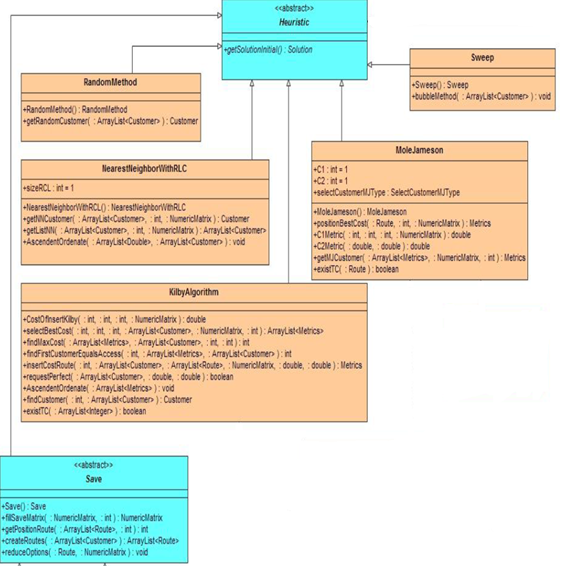 <<abstract>>
Heuristic
+getSolutionInitial() : Solution
RandomMethod
+RandomMethod() : RandomMethod
+getRandomCustomer( : ArrayList<Customer> ) : Customer
Sweep
+Sweep() : Sweep
+bubbleMethod( : ArrayList<Customer> ) : void
NearestNeighborWithRLC
+sizeRCL : int = 1
+NearestNeighborWithRCL() : NearestNeighborWithRLC
+getNNCustomer( : ArrayList<Customer>, : int, : NumericMatrix ) : Customer
+getListNN( : ArrayList<Customer>, : int, : NumericMatrix ) : ArrayList<Customer>
+AscendentOrdenate( : ArrayList<Double>, : ArrayList<Customer> ) : void
MoleJameson
+C1 : int = 1
+C2 : int = 1
+selectCustomerMJType : SelectCustomerMJType
+MoleJameson() : MoleJameson
+positionBestCost( : Route, : int, : NumericMatrix ) : Metrics
+C1Metric( : int, : int, : int, : NumericMatrix ) : double
+C2Metric( : double, : double ) : double
+getMJCustomer( : ArrayList<Metrics>, : NumericMatrix, : int ) : Metrics
+existTC( : Route ) : boolean
KilbyAlgorithm
+CostOfInsertKilby( : int, : int, : int, : NumericMatrix ) : double
+selectBestCost( : int, : int, : int, : ArrayList<Customer>, : NumericMatrix, : int ) : ArrayList<Metrics>
+findMaxCost( : ArrayList<Metrics>, : ArrayList<Customer>, : int, : int ) : int
+findFirstCustomerEqualsAccess( : int, : ArrayList<Metrics>, : ArrayList<Customer> ) : int
+insertCostRoute( : int, : ArrayList<Customer>, : ArrayList<Route>, : NumericMatrix, : double, : double ) : Metrics
+requestPerfect( : ArrayList<Customer>, : double, : double ) : boolean
+AscendentOrdenate( : ArrayList<Metrics> ) : void
+findCustomer( : int, : ArrayList<Customer> ) : Customer
+existTC( : ArrayList<Integer> ) : boolean
<<abstract>>
Save
+Save() : Save
+fillSaveMatrix( : NumericMatrix, : int ) : NumericMatrix
+getPositionRoute( : ArrayList<Route>, : int ) : int
+createRoutes( : ArrayList<Customer> ) : ArrayList<Route>
+reduceOptions( : Route, : NumericMatrix ) : void